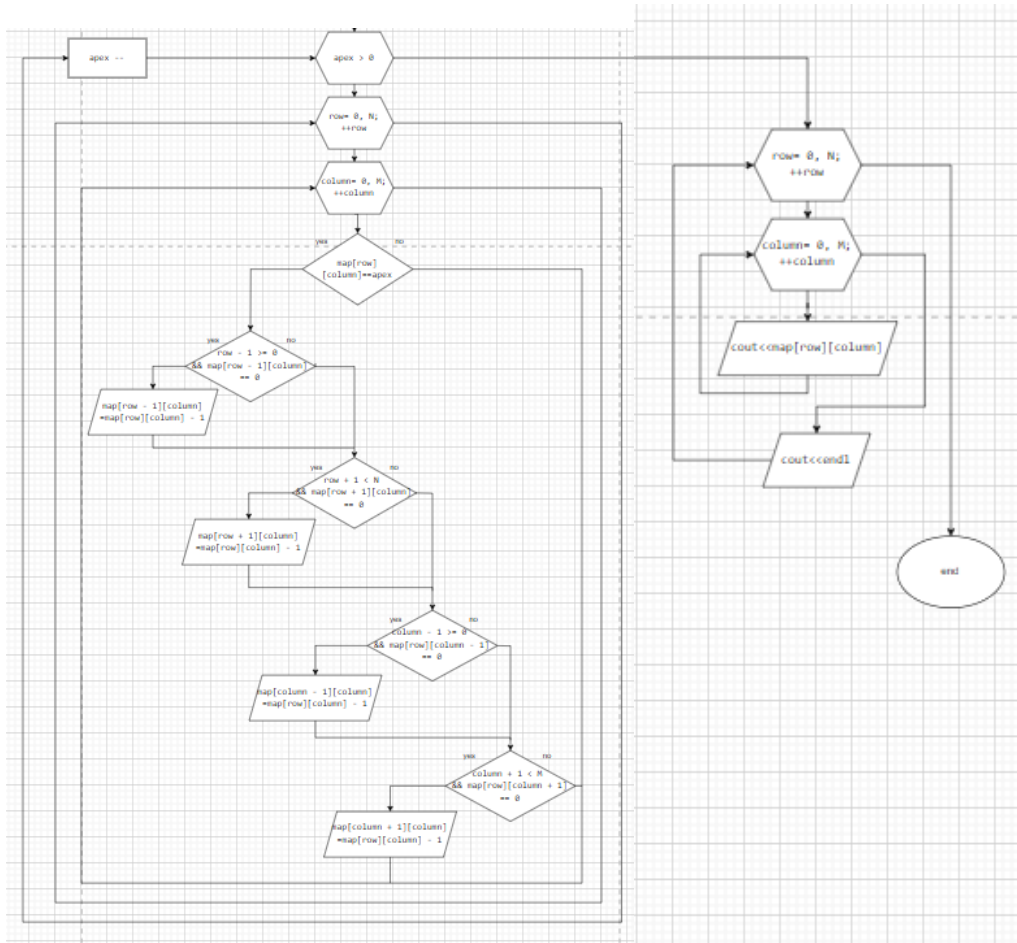 apex --
apex > 0
row= 0, N;
++row
column= 0, M;
++column
yes
no
map[row]
[column]==apex
yes
no
row - 1 >= 0
&& map[row - 1][column]
== 0
map[row - 1][column]
=map[row][column] - 1
yes
no
row + 1 < N
&& map[row + 1][column]
== 0
map[row + 1][column]
=map[row][column] - 1
yes
no
column - 1 >= 0
&& map[row][column - 1]
== 0
map[column - 1][column]
=map[row][column] - 1
yes
no
column + 1 < M
&& map[row][column + 1]
== 0
map[column + 1][column]
=map[row][column] - 1
row= 0, N;
++row
column= 0, M;
++column
cout<<map[row][column]
cout<<endl
end